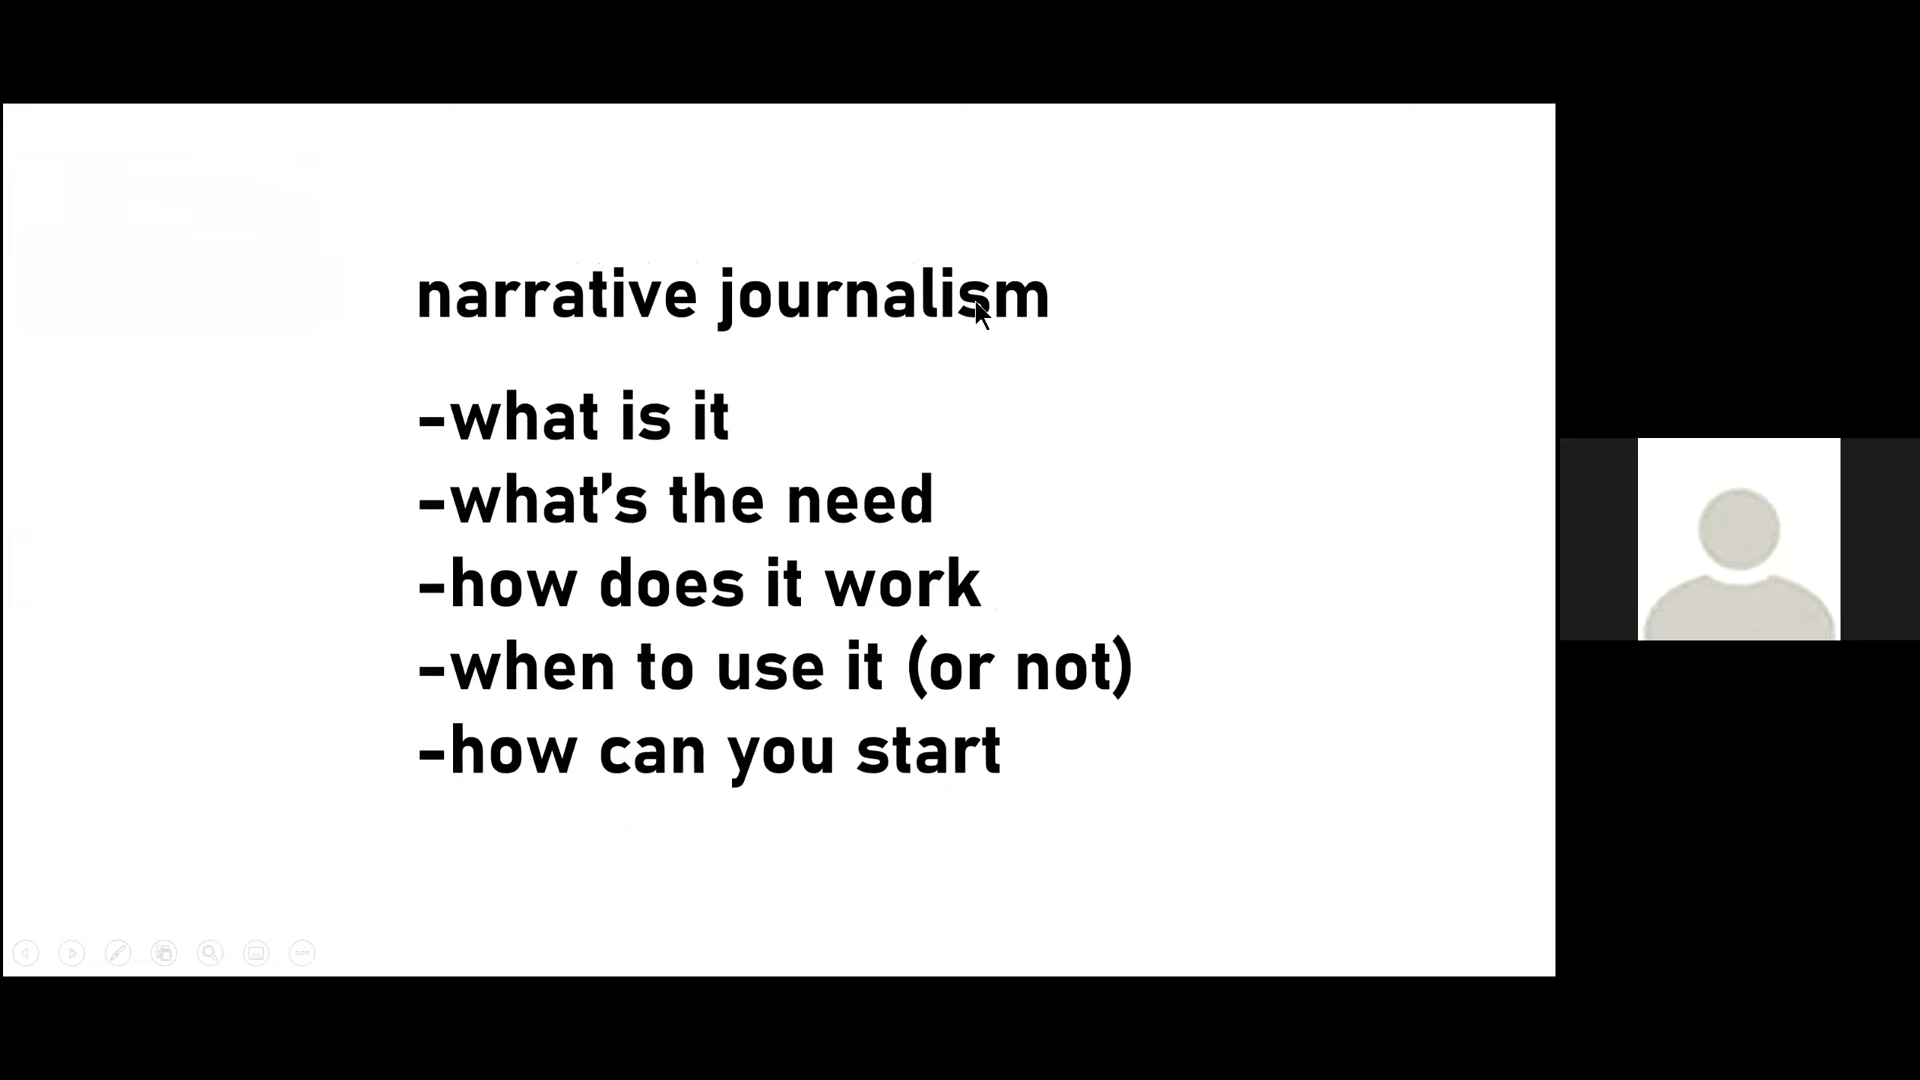 narrative journalism
-what is it
-what's the need
-how does it work
-when to use it (or not)
-how can you start